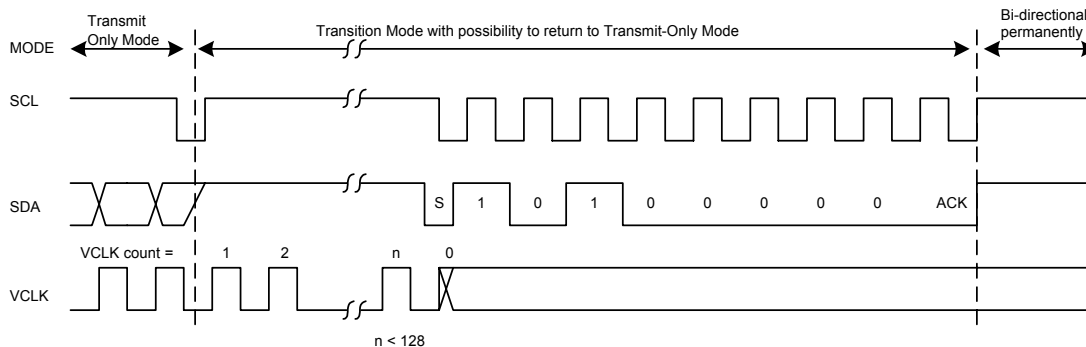 Transmit
Only Mode
Transition Mode with possibility to return to Transmit-Only Mode
Bi-directional
permanently
MODE
SCL
SDA
S 1 0 1 0 0 0 0 0 ACK
VCLK count = 1 2 n 0
VCLK
n < 128